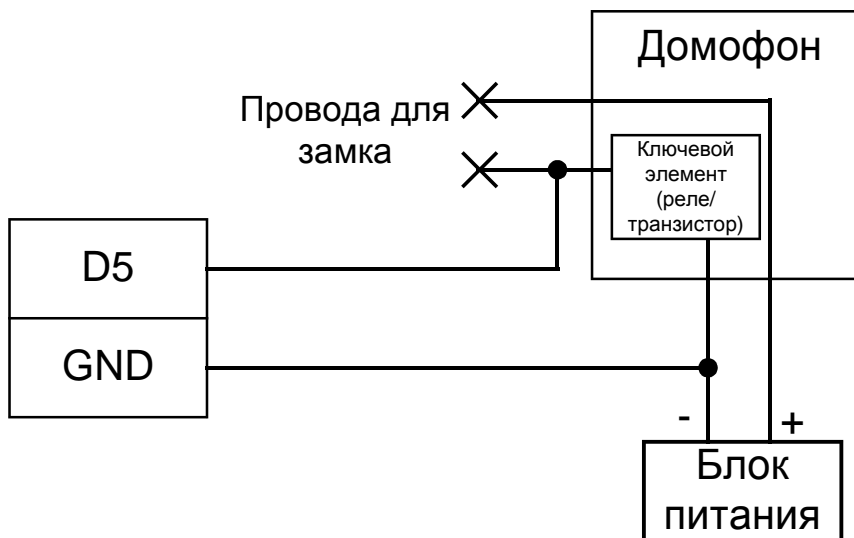 Домофон
Провода для
замка
Ключевой
элемент
(реле/
транзистор)
D5
GND
- +
Блок
питания